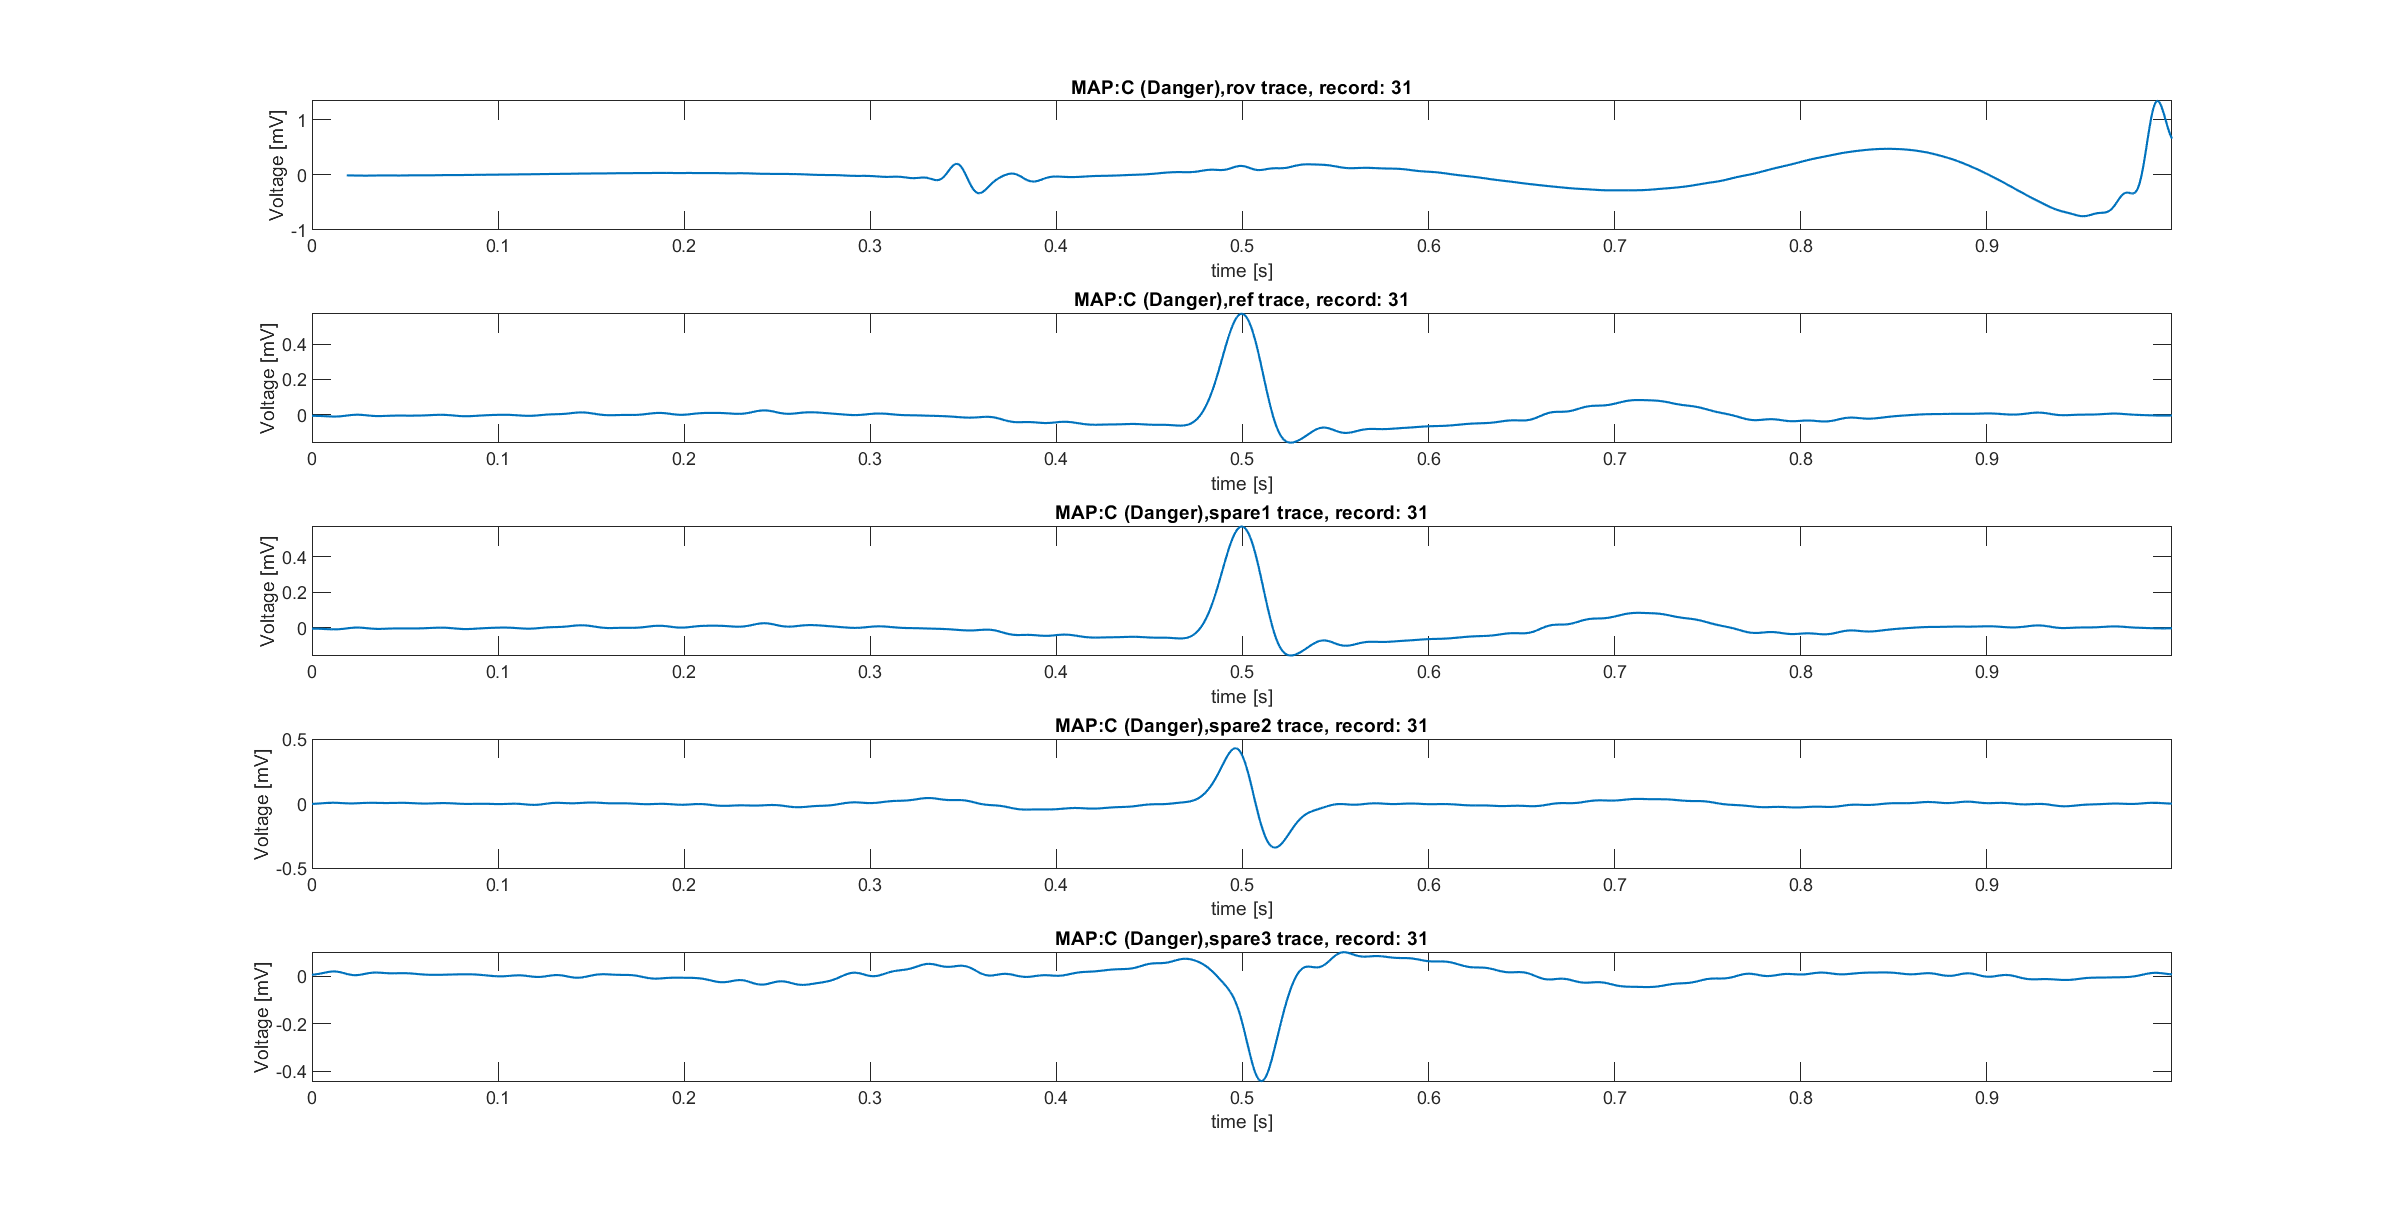 MAP:C (Danger),rov trace, record: 31
Voltage [mV]
1
0
-1
0 0.1 0.2 0.3 0.4 0.5 0.6 0.7 0.8 0.9
time [s]
MAP:C (Danger),ref trace, record: 31
Voltage [mV]
0.4
0.2
0
0 0.1 0.2 0.3 0.4 0.5 0.6 0.7 0.8 0.9
time [s]
MAP:C (Danger),spare1 trace, record: 31
Voltage [mV]
0.4
0.2
0
0 0.1 0.2 0.3 0.4 0.5 0.6 0.7 0.8 0.9
time [s]
MAP:C (Danger),spare2 trace, record: 31
Voltage [mV]
0.5
0
-0.5
0 0.1 0.2 0.3 0.4 0.5 0.6 0.7 0.8 0.9
time [s]
MAP:C (Danger),spare3 trace, record: 31
Voltage [mV]
0
-0.2
-0.4
0 0.1 0.2 0.3 0.4 0.5 0.6 0.7 0.8 0.9
time [s]